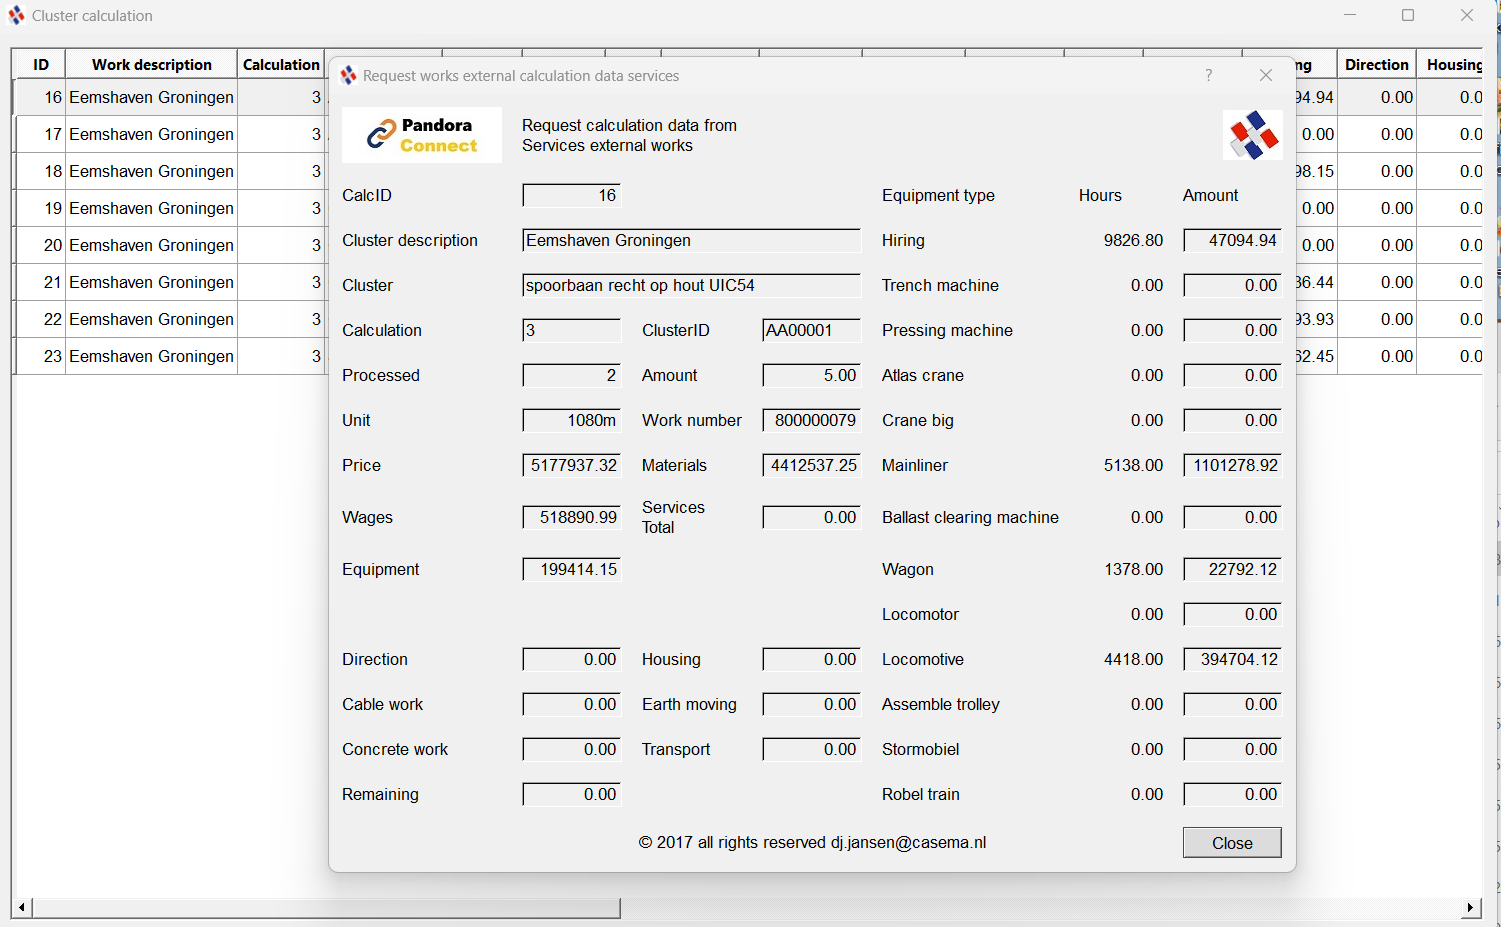 Cluster calculation
ID Work description Calculation Direction Housing
16 Eemshaven Groningen 3 94.94 0.00 0.0
17 Eemshaven Groningen 3 0.00 0.00 0.0
18 Eemshaven Groningen 3 98.15 0.00 0.0
19 Eemshaven Groningen 3 0.00 0.00 0.0
20 Eemshaven Groningen 3 0.00 0.00 0.0
21 Eemshaven Groningen 3 36.44 0.00 0.0
22 Eemshaven Groningen 3 93.93 0.00 0.0
23 Eemshaven Groningen 3 62.45 0.00 0.0
Request works external calculation data services
?
Pandora
Connect
Request calculation data from
Services external works
CalcID 16 Equipment type Hours Amount
Cluster description Eemshaven Groningen Hiring 9826.80 47094.94
Cluster spoorbaan recht op hout UIC54 Trench machine 0.00 0.00
Calculation 3 ClusterID AA00001 Pressing machine 0.00 0.00
Processed 2 Amount 5.00 Atlas crane 0.00 0.00
Unit 1080m Work number 800000079 Crane big 0.00 0.00
Price 5177937.32 Materials 4412537.25 Mainliner 5138.00 1101278.92
Wages 518890.99 Services Total 0.00 Ballast clearing machine 0.00 0.00
Equipment 199414.15 Wagon 1378.00 22792.12
Locomotor 0.00 0.00
Direction 0.00 Housing 0.00 Locomotive 4418.00 394704.12
Cable work 0.00 Earth moving 0.00 Assemble trolley 0.00 0.00
Concrete work 0.00 Transport 0.00 Stormobiel 0.00 0.00
Remaining 0.00 Robel train 0.00 0.00
© 2017 all rights reserved dj.jansen@casema.nl
Close